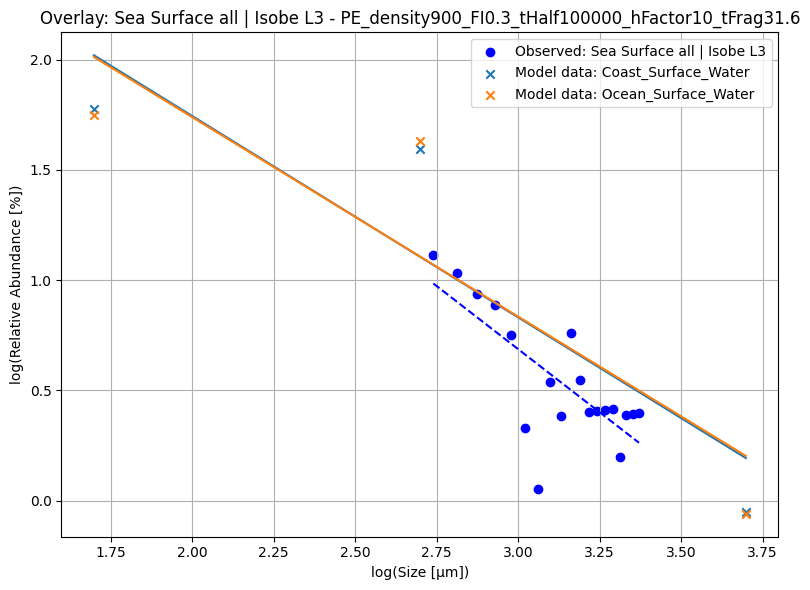 Overlay: Sea Surface all | Isobe L3 - PE_density900_FI0.3_tHalf100000_hFactor10_tFrag31.6
Observed: Sea Surface all | Isobe L3
Model data: Coast_Surface_Water
Model data: Ocean_Surface_Water
log(Relative Abundance [%])
2.0
1.5
1.0
0.5
0.0
1.75 2.00 2.25 2.50 2.75 3.00 3.25 3.50 3.75
log(Size [µm])